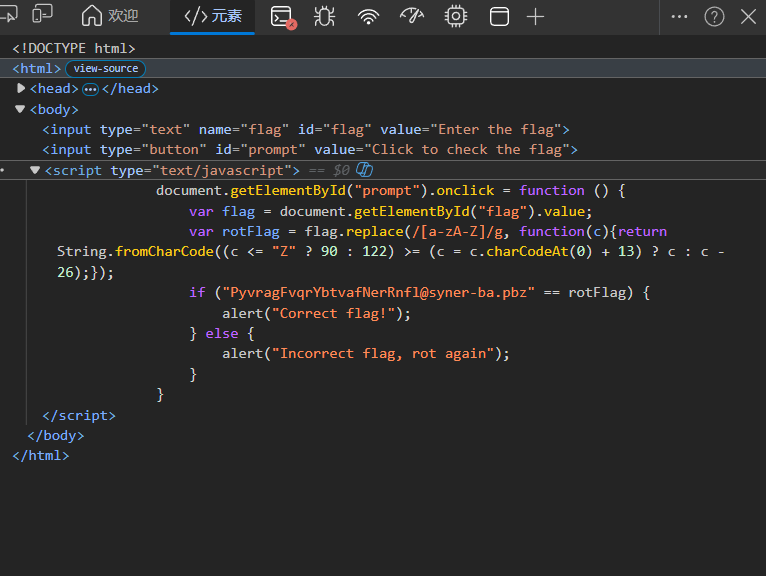 欢迎 </> 元素
<!DOCTYPE html>
<html> view-source
<head> ••• </head>
<body>
<input type="text" name="flag" id="flag" value="Enter the flag">
<input type="button" id="prompt" value="Click to check the flag">
<script type="text/javascript"> == $0
document.getElementById("prompt").onclick = function () {
var flag = document.getElementById("flag").value;
var rotFlag = flag.replace(/[a-zA-Z]/g, function(c){return
String.fromCharCode((c <= "Z" ? 90 : 122) >= (c = c.charCodeAt(0) + 13) ? c : c -
26);});
if ("PyvragFvqrYbtvafNerRnfl@syner-ba.pbz" == rotFlag) {
alert("Correct flag!");
} else {
alert("Incorrect flag, rot again");
}
}
</script>
</body>
</html>